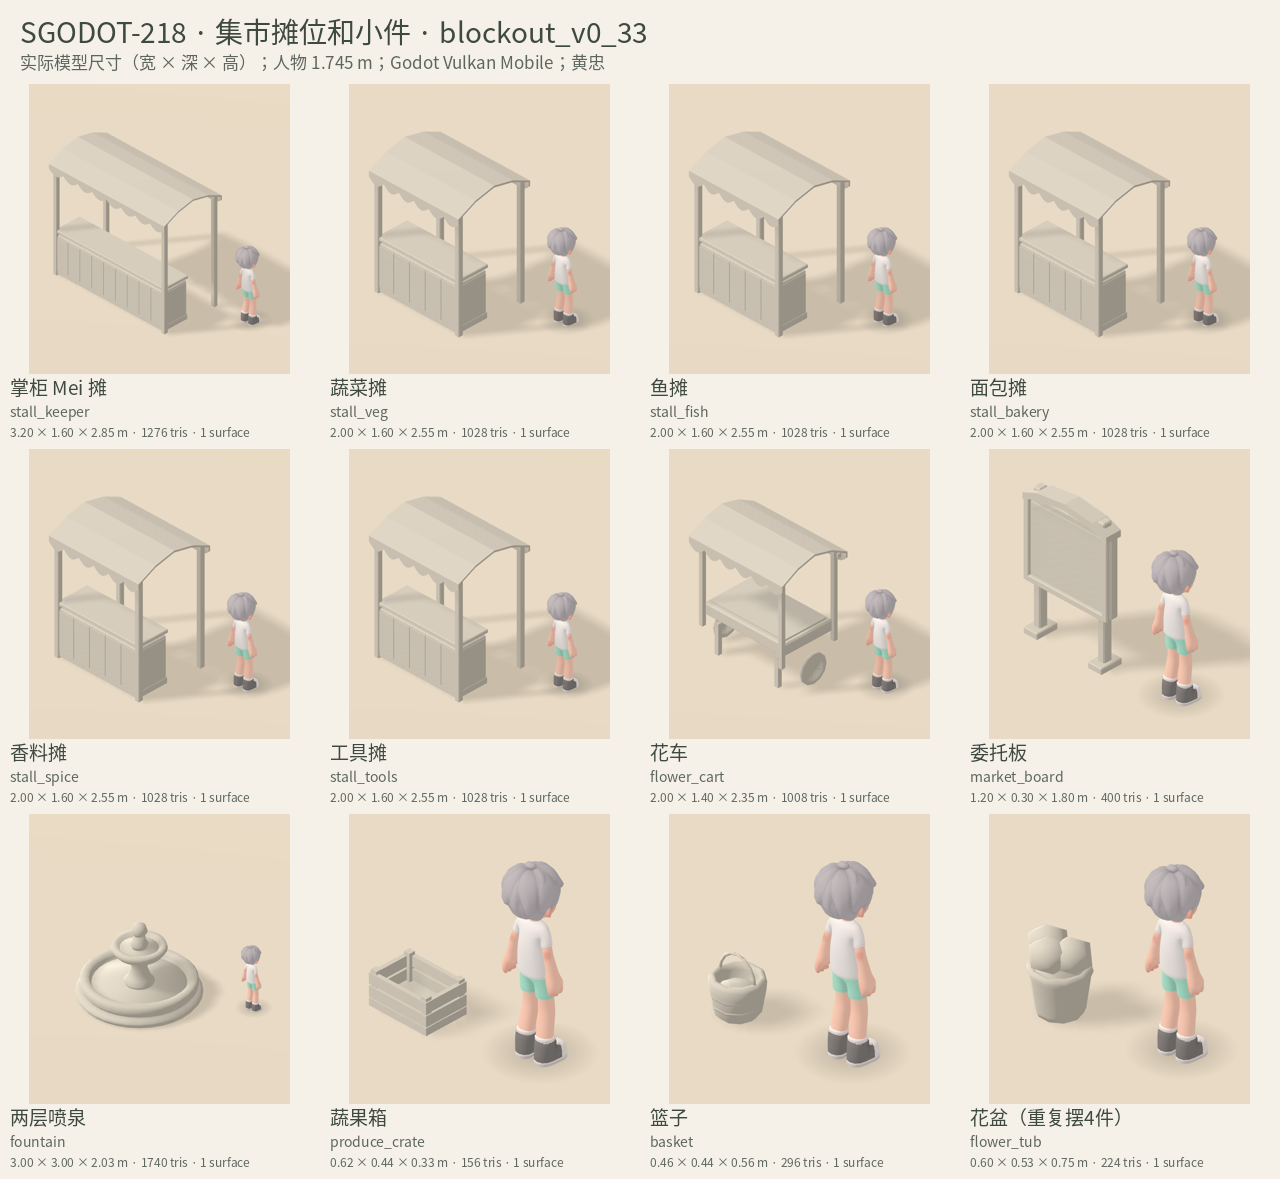 SGODOT-218 · 集市摊位和小件 · blockout_v0_33
实际模型尺寸（宽 × 深 × 高）；人物 1.745 m；Godot Vulkan Mobile；黄忠
掌柜 Mei 摊
stall_keeper
3.20 × 1.60 × 2.85 m · 1276 tris · 1 surface
蔬菜摊
stall_veg
2.00 × 1.60 × 2.55 m · 1028 tris · 1 surface
鱼摊
stall_fish
2.00 × 1.60 × 2.55 m · 1028 tris · 1 surface
面包摊
stall_bakery
2.00 × 1.60 × 2.55 m · 1028 tris · 1 surface
香料摊
stall_spice
2.00 × 1.60 × 2.55 m · 1028 tris · 1 surface
工具摊
stall_tools
2.00 × 1.60 × 2.55 m · 1028 tris · 1 surface
花车
flower_cart
2.00 × 1.40 × 2.35 m · 1008 tris · 1 surface
委托板
market_board
1.20 × 0.30 × 1.80 m · 400 tris · 1 surface
两层喷泉
fountain
3.00 × 3.00 × 2.03 m · 1740 tris · 1 surface
蔬果箱
produce_crate
0.62 × 0.44 × 0.33 m · 156 tris · 1 surface
篮子
basket
0.46 × 0.44 × 0.56 m · 296 tris · 1 surface
花盆（重复摆4件）
flower_tub
0.60 × 0.53 × 0.75 m · 224 tris · 1 surface